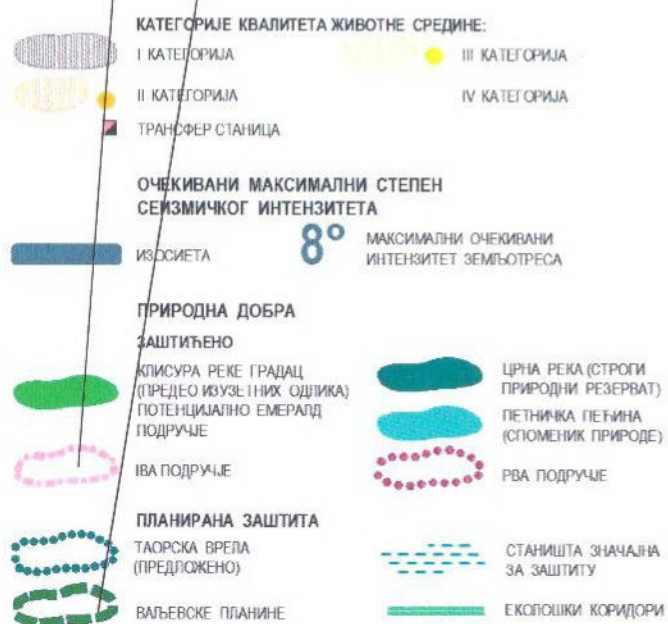 КАТЕГОРИЈЕ КВАЛИТЕТА ЖИВОТНЕ СРЕДИНЕ:
I КАТЕГОРИЈА
III КАТЕГОРИЈА
II КАТЕГОРИЈА
IV КАТЕГОРИЈА
ТРАНСФЕР СТАНИЦА
ОЧЕКИВАНИ МАКСИМАЛНИ СТЕПЕН
СЕИЗМИЧКОГ ИНТЕНЗИТЕТА
ИЗОСИЕТА
8°
МАКСИМАЛНИ ОЧЕКИВАНИ
ИНТЕНЗИТЕТ ЗЕМЉОТРЕСА
ПРИРОДНА ДОБРА
ЗАШТИЋЕНО
КЛИСУРА РЕКЕ ГРАДАЦ
(ПРЕДЕО ИЗУЗЕТНИХ ОДЛИКА)
ПОТЕНЦИЈАЛНО ЕМЕРАЛД
ПОДРУЧЈЕ
ЦРНА РЕКА (СТРОГИ
ПРИРОДНИ РЕЗЕРВАТ)
ПЕТНИЧКА ПЕЋИНА
(СПОМЕНИК ПРИРОДЕ)
IBA ПОДРУЧЈЕ
PBA ПОДРУЧЈЕ
ПЛАНИРАНА ЗАШТИТА
ТАОРСКА ВРЕЛА
(ПРЕДЛОЖЕНО)
СТАНИШТА ЗНАЧАЈНА
ЗА ЗАШТИТУ
ВАЉЕВСКЕ ПЛАНИНЕ
ЕКОЛОШКИ КОРИДОРИ